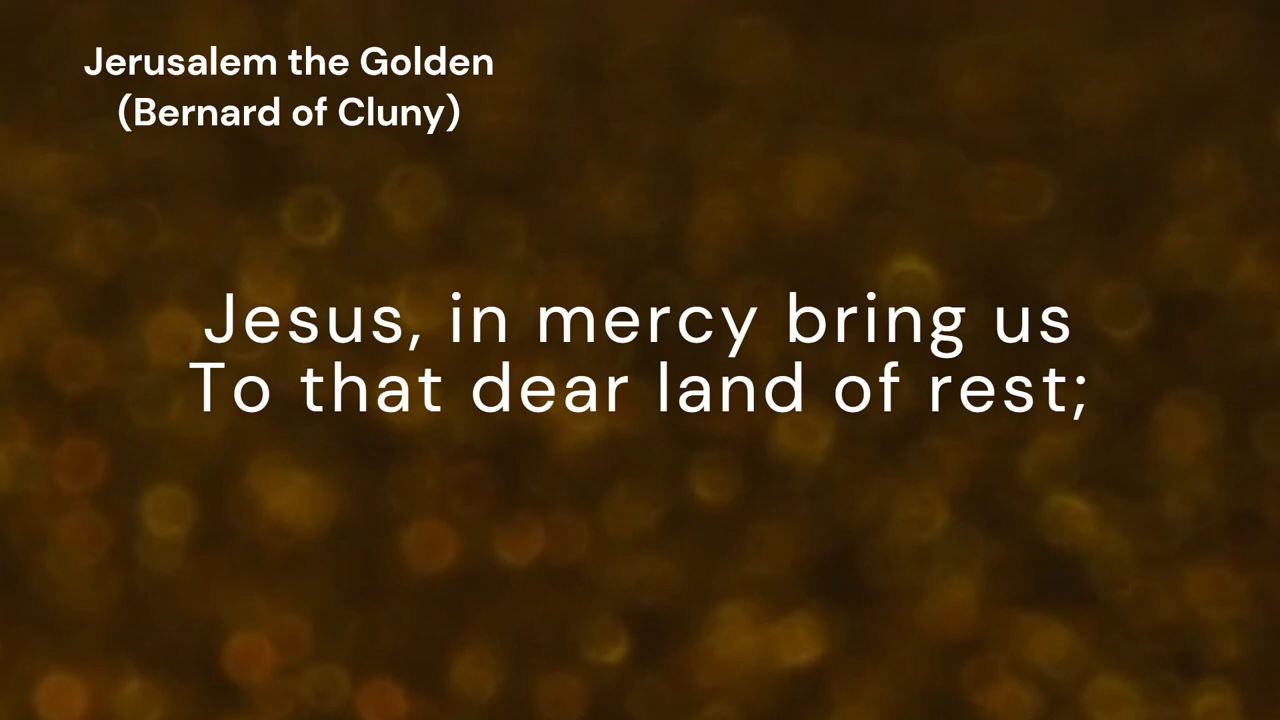 Jerusalem the Golden
(Bernard of Cluny)
Jesus, in mercy bring us
To that dear land of rest;